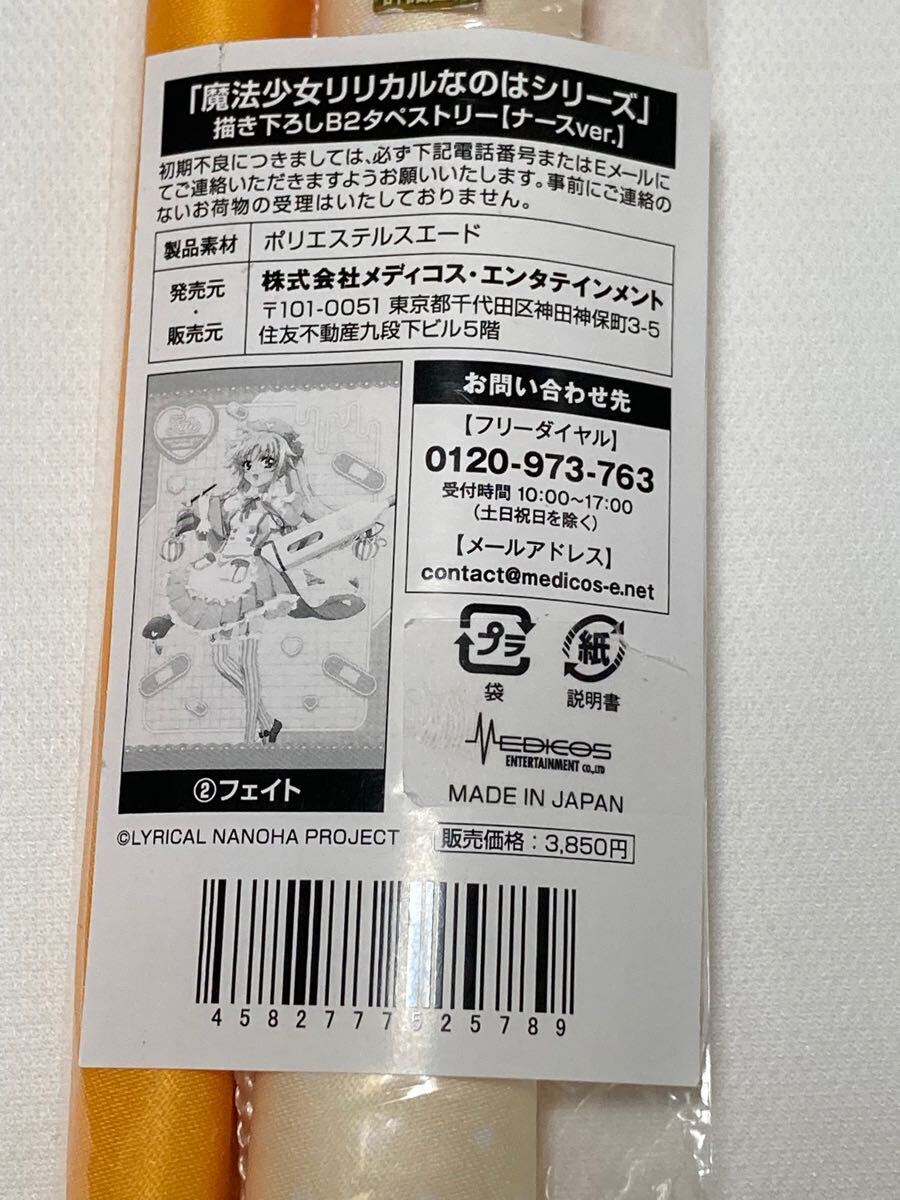 「魔法少女リリカルなのはシリーズ」
描き下ろしB2タペストリー【ナースver.】
初期不良につきましては、必ず下記電話番号またはEメールに
てご連絡いただきますようお願いいたします。事前にご連絡の
ないお荷物の受理はいたしておりません。
製品素材 ポリエステルスエード
発売元・販売元 株式会社メディコス・エンタテインメント
〒101-0051 東京都千代田区神田神保町3-5
住友不動産九段下ビル5階
お問い合わせ先
【フリーダイヤル】
0120-973-763
受付時間 10:00〜17:00
(土日祝日を除く)
【メールアドレス】
contact@medicos-e.net
プラ
袋
紙
説明書
MEDICOS
ENTERTAINMENT CO.,LTD
MADE IN JAPAN
②フェイト
©LYRICAL NANOHA PROJECT
販売価格：3,850円
4582777525789